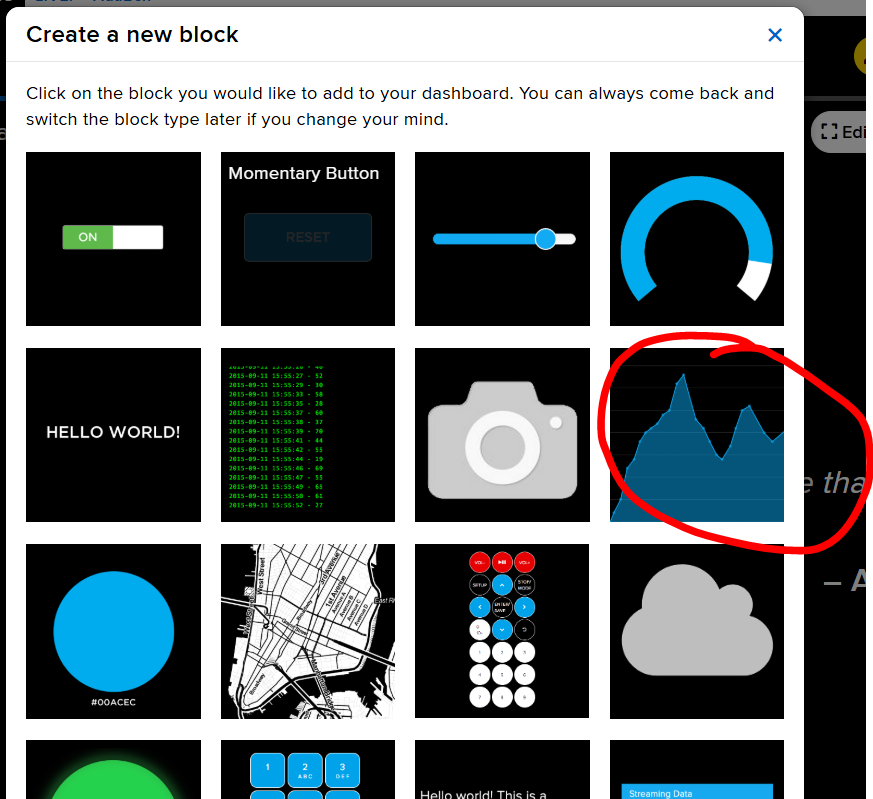 Create a new block
Click on the block you would like to add to your dashboard. You can always come back and
switch the block type later if you change your mind.
Edi
ON
Momentary Button
RESET
HELLO WORLD!
2015-09-11 15:55:27 - 52
2015-09-11 15:55:29 - 30
2015-09-11 15:55:33 - 58
2015-09-11 15:55:35 - 28
2015-09-11 15:55:37 - 60
2015-09-11 15:55:38 - 37
2015-09-11 15:55:39 - 70
2015-09-11 15:55:41 - 44
2015-09-11 15:55:42 - 55
2015-09-11 15:55:44 - 19
2015-09-11 15:55:46 - 69
2015-09-11 15:55:47 - 55
2015-09-11 15:55:49 - 65
2015-09-11 15:55:50 - 61
2015-09-11 15:55:52 - 27
e tha
– A
#00ACEC
West Street
3rd Avenue
1st Avenue
Avenue A
Avenue B
Avenue C
Avenue D
East Ri
Broadway
Broadway
VOL-
VOL+
SETUP
STOP/
MODE
ENTER/
SAVE
1 2 3
4 5 6
7 8 9
1
2
ABC
3
DEF
Hello world! This is a
Streaming Data